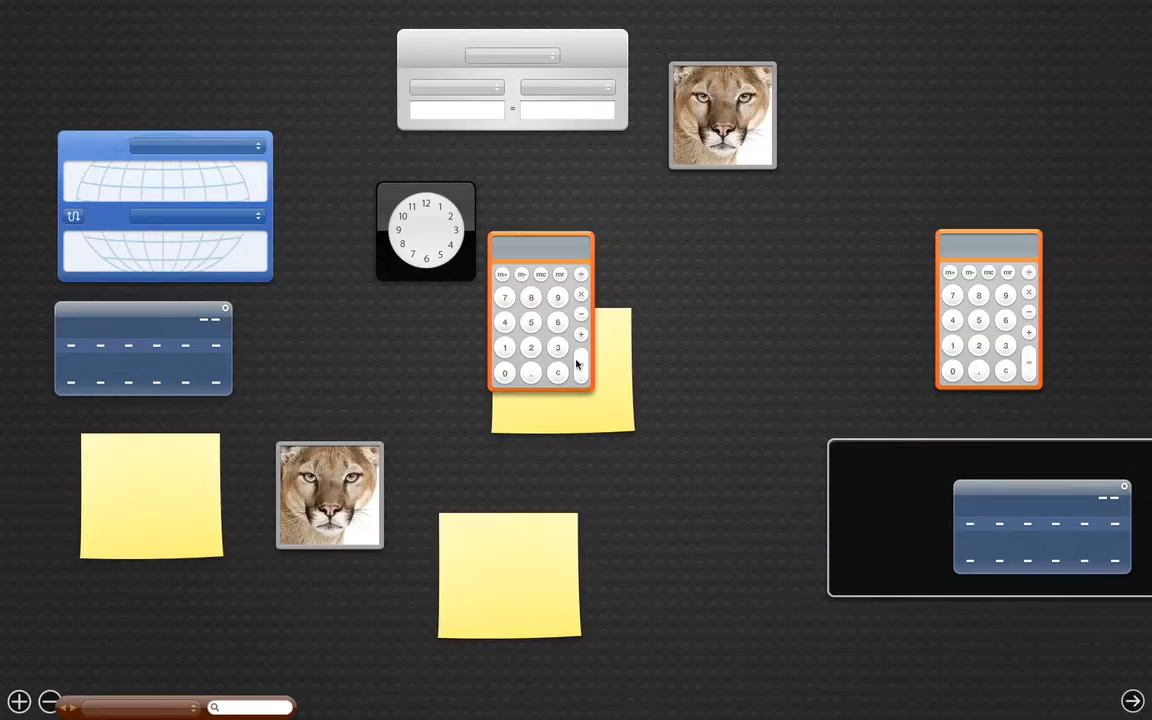 =
12
11 1
10 2
9 3
8 4
7 5
6
m+ m- mc mr ÷
7 8 9 ×
4 5 6 −
1 2 3 +
0 . c
m+ m- mc mr ÷
7 8 9 ×
4 5 6 −
1 2 3 +
0 . c =